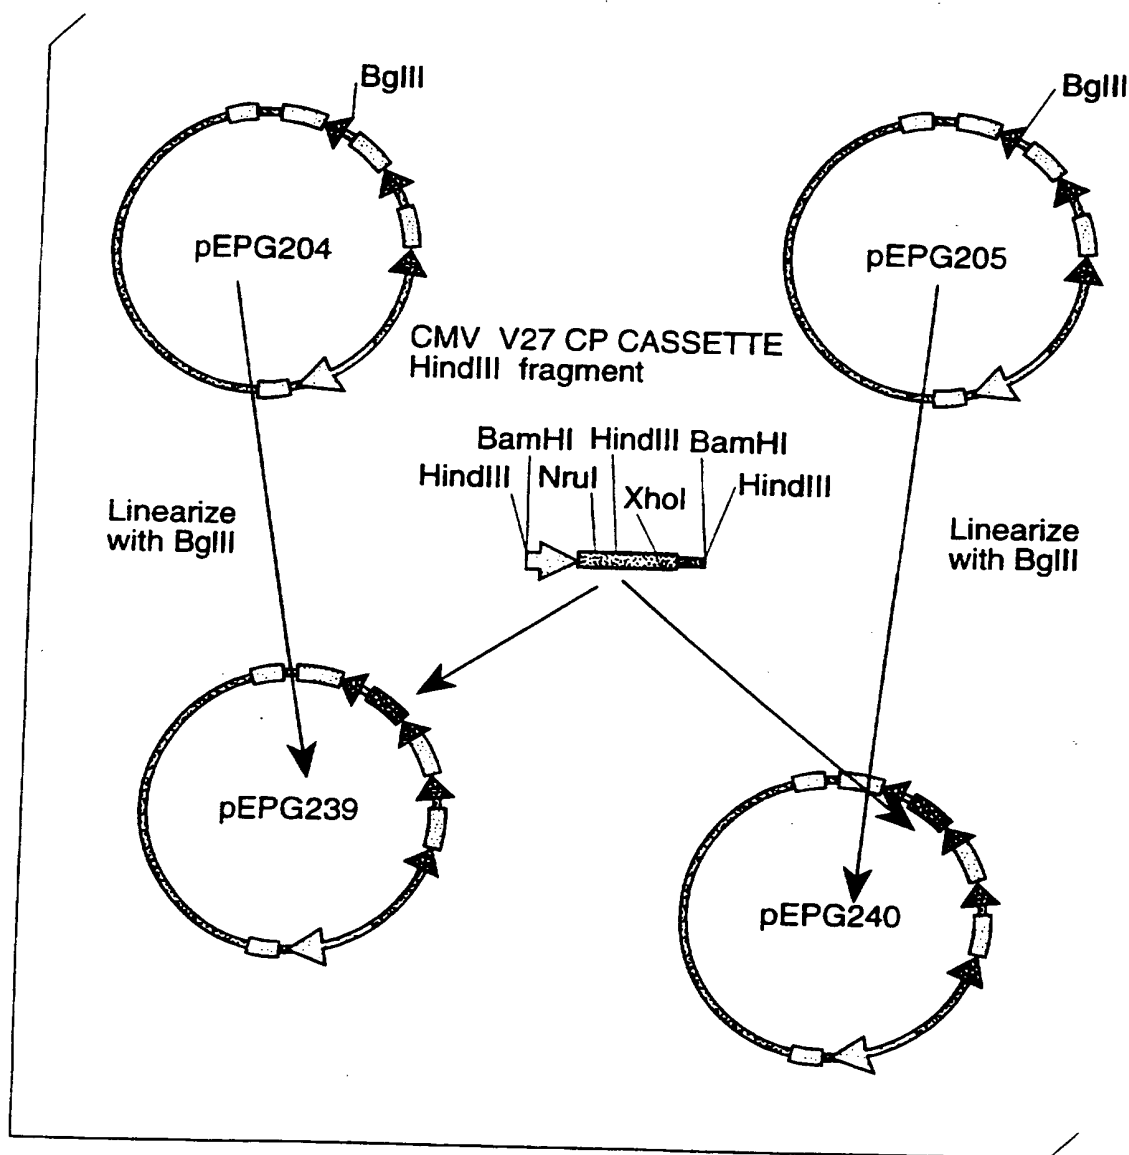 BglII
BglII
pEPG204
pEPG205
CMV V27 CP CASSETTE
HindIII fragment
BamHI HindIII BamHI
HindIII NruI XhoI HindIII
Linearize
with BglII
Linearize
with BglII
pEPG239
pEPG240